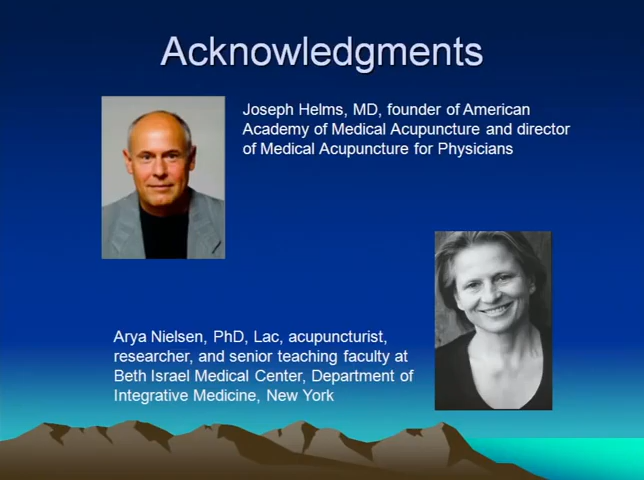 Acknowledgments
Joseph Helms, MD, founder of American
Academy of Medical Acupuncture and director
of Medical Acupuncture for Physicians
Arya Nielsen, PhD, Lac, acupuncturist,
researcher, and senior teaching faculty at
Beth Israel Medical Center, Department of
Integrative Medicine, New York